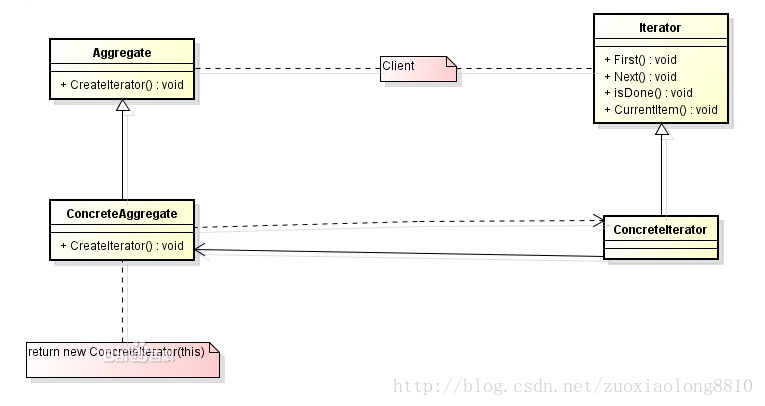 Iterator
+ First() : void
+ Next() : void
+ isDone() : void
+ CurrentItem() : void
Aggregate
+ CreateIterator() : void
Client
ConcreteAggregate
+ CreateIterator() : void
ConcreteIterator
return new ConcreteIterator(this)
http://blog.csdn.net/zuoxiaolong8810